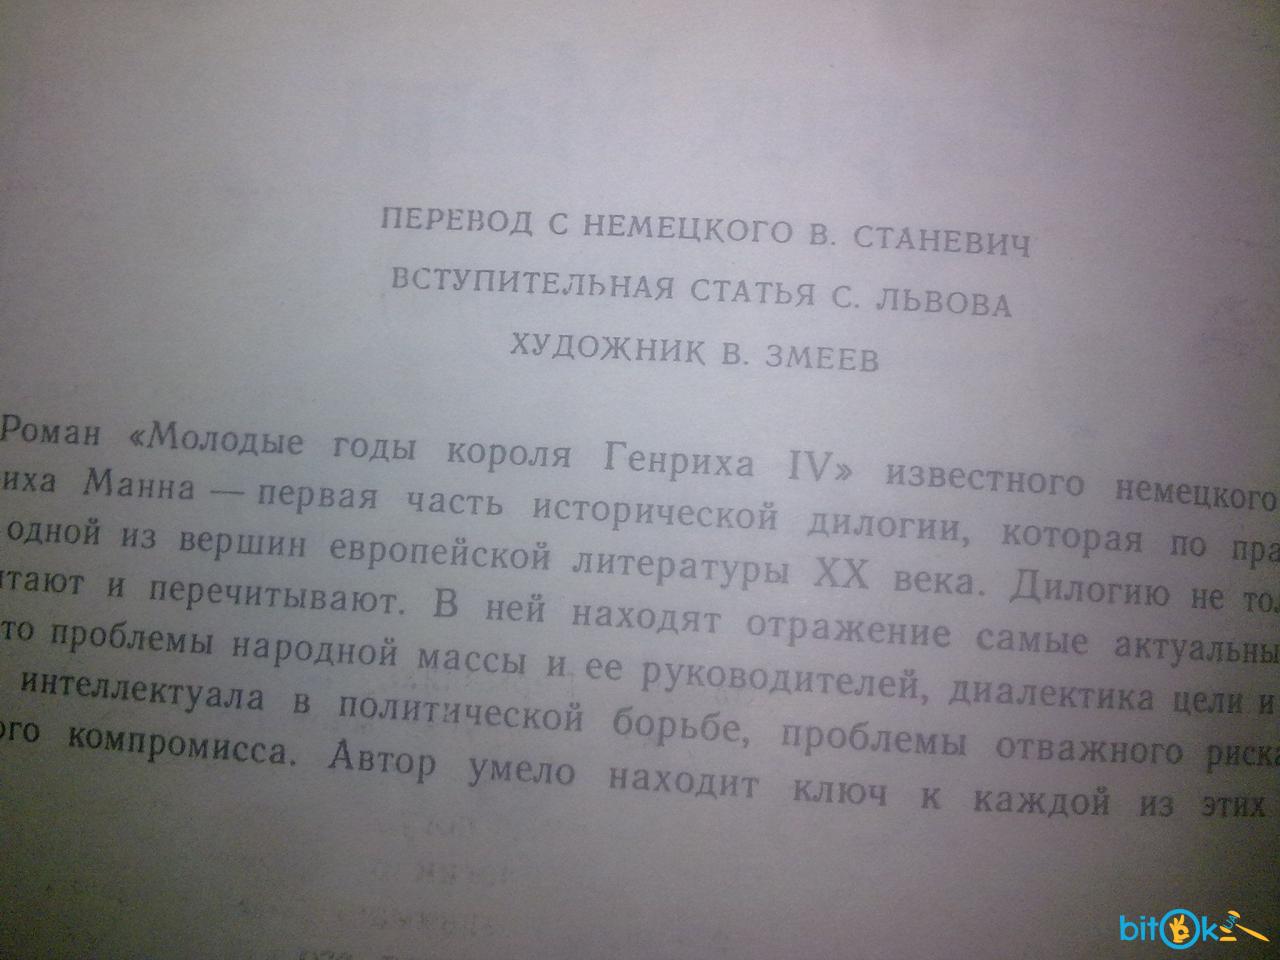 ПЕРЕВОД С НЕМЕЦКОГО В. СТАНЕВИЧ
ВСТУПИТЕЛЬНАЯ СТАТЬЯ С. ЛЬВОВА
ХУДОЖНИК В. ЗМЕЕВ
Роман «Молодые годы короля Генриха IV» известного немецкого
иха Манна — первая часть исторической дилогии, которая по пра
одной из вершин европейской литературы XX века. Дилогию не то
тают и перечитывают. В ней находят отражение самые актуальны
то проблемы народной массы и ее руководителей, диалектика цели и
интеллектуала в политической борьбе, проблемы отважного риска
ого компромисса. Автор умело находит ключ к каждой из этих
bitOk UA